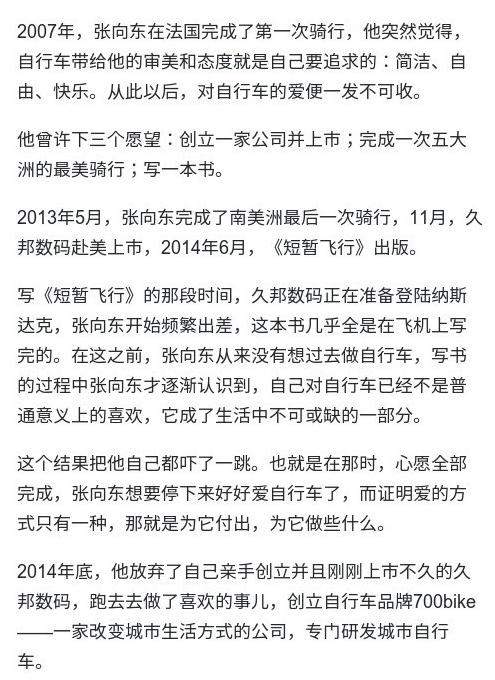 2007年，张向东在法国完成了第一次骑行，他突然觉得，
自行车带给他的审美和态度就是自己要追求的：简洁、自
由、快乐。从此以后，对自行车的爱便一发不可收。
他曾许下三个愿望：创立一家公司并上市；完成一次五大
洲的最美骑行；写一本书。
2013年5月，张向东完成了南美洲最后一次骑行，11月，久
邦数码赴美上市，2014年6月，《短暂飞行》出版。
写《短暂飞行》的那段时间，久邦数码正在准备登陆纳斯
达克，张向东开始频繁出差，这本书几乎全是在飞机上写
完的。在这之前，张向东从来没有想过去做自行车，写书
的过程中张向东才逐渐认识到，自己对自行车已经不是普
通意义上的喜欢，它成了生活中不可或缺的一部分。
这个结果把他自己都吓了一跳。也就是在那时，心愿全部
完成，张向东想要停下来好好爱自行车了，而证明爱的方
式只有一种，那就是为它付出，为它做些什么。
2014年底，他放弃了自己亲手创立并且刚刚上市不久的久
邦数码，跑去去做了喜欢的事儿，创立自行车品牌700bike
——一家改变城市生活方式的公司，专门研发城市自行
车。